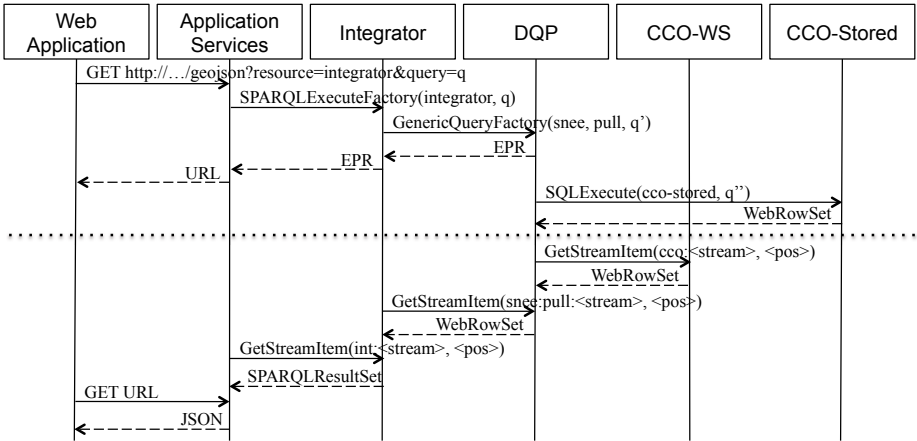 Web Application
Application Services
Integrator
DQP
CCO-WS
CCO-Stored
GET http://…/geojson?resource=integrator&query=q
SPARQLExecuteFactory(integrator, q)
GenericQueryFactory(snee, pull, q’)
EPR
EPR
URL
SQLExecute(cco-stored, q’’)
WebRowSet
GetStreamItem(cco:<stream>, <pos>)
WebRowSet
GetStreamItem(snee:pull:<stream>, <pos>)
WebRowSet
GetStreamItem(int:<stream>, <pos>)
SPARQLResultSet
GET URL
JSON